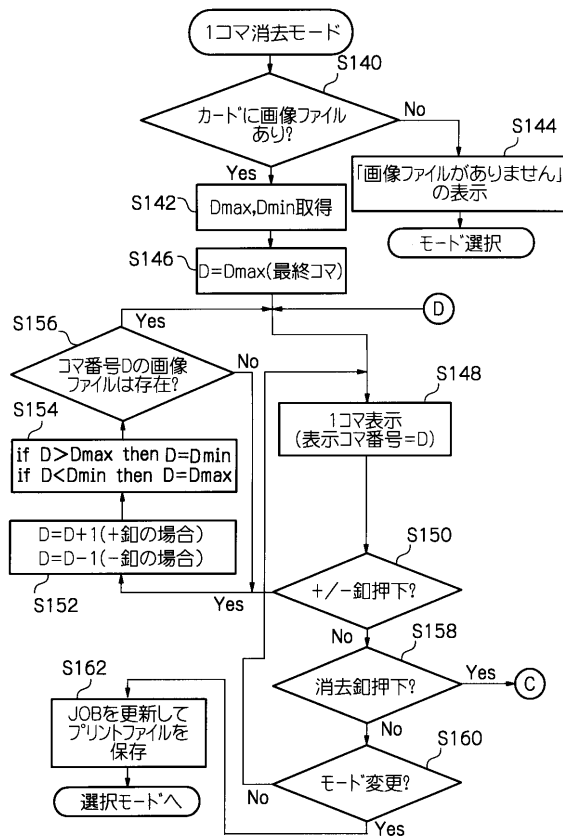 1コマ消去モード
S140
カードに画像ファイル
あり?
No
S144
Yes
「画像ファイルがありません」
の表示
S142
Dmax,Dmin取得
モード選択
S146
D=Dmax(最終コマ)
D
S156
Yes
コマ番号Dの画像
ファイルは存在?
No
S148
1コマ表示
(表示コマ番号=D)
S154
if D>Dmax then D=Dmin
if D<Dmin then D=Dmax
D=D+1(+釦の場合)
D=D-1(-釦の場合)
S150
+/-釦押下?
S152
Yes
No
S158
消去釦押下?
Yes
C
S162
JOBを更新して
プリントファイルを
保存
No
S160
モード変更?
No
選択モードへ
Yes